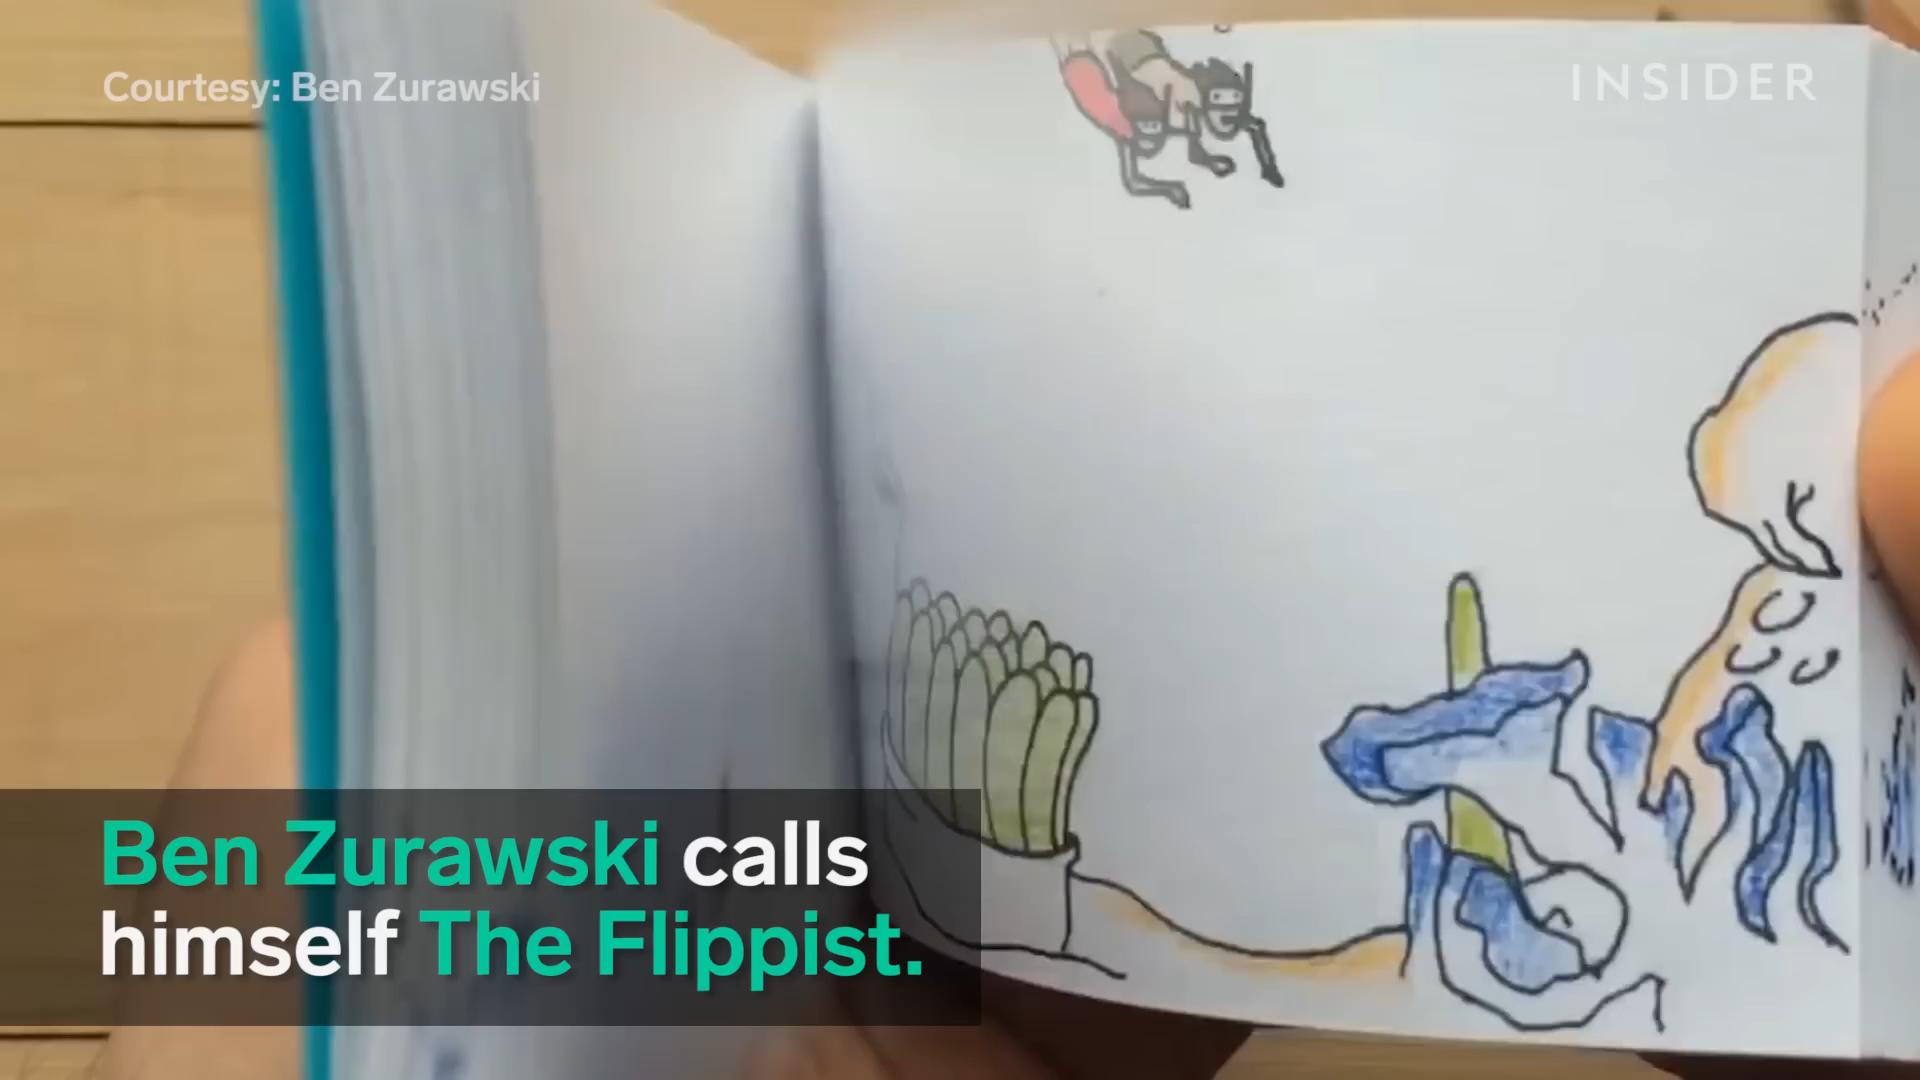 Courtesy: Ben Zurawski
INSIDER
Ben Zurawski calls
himself The Flippist.